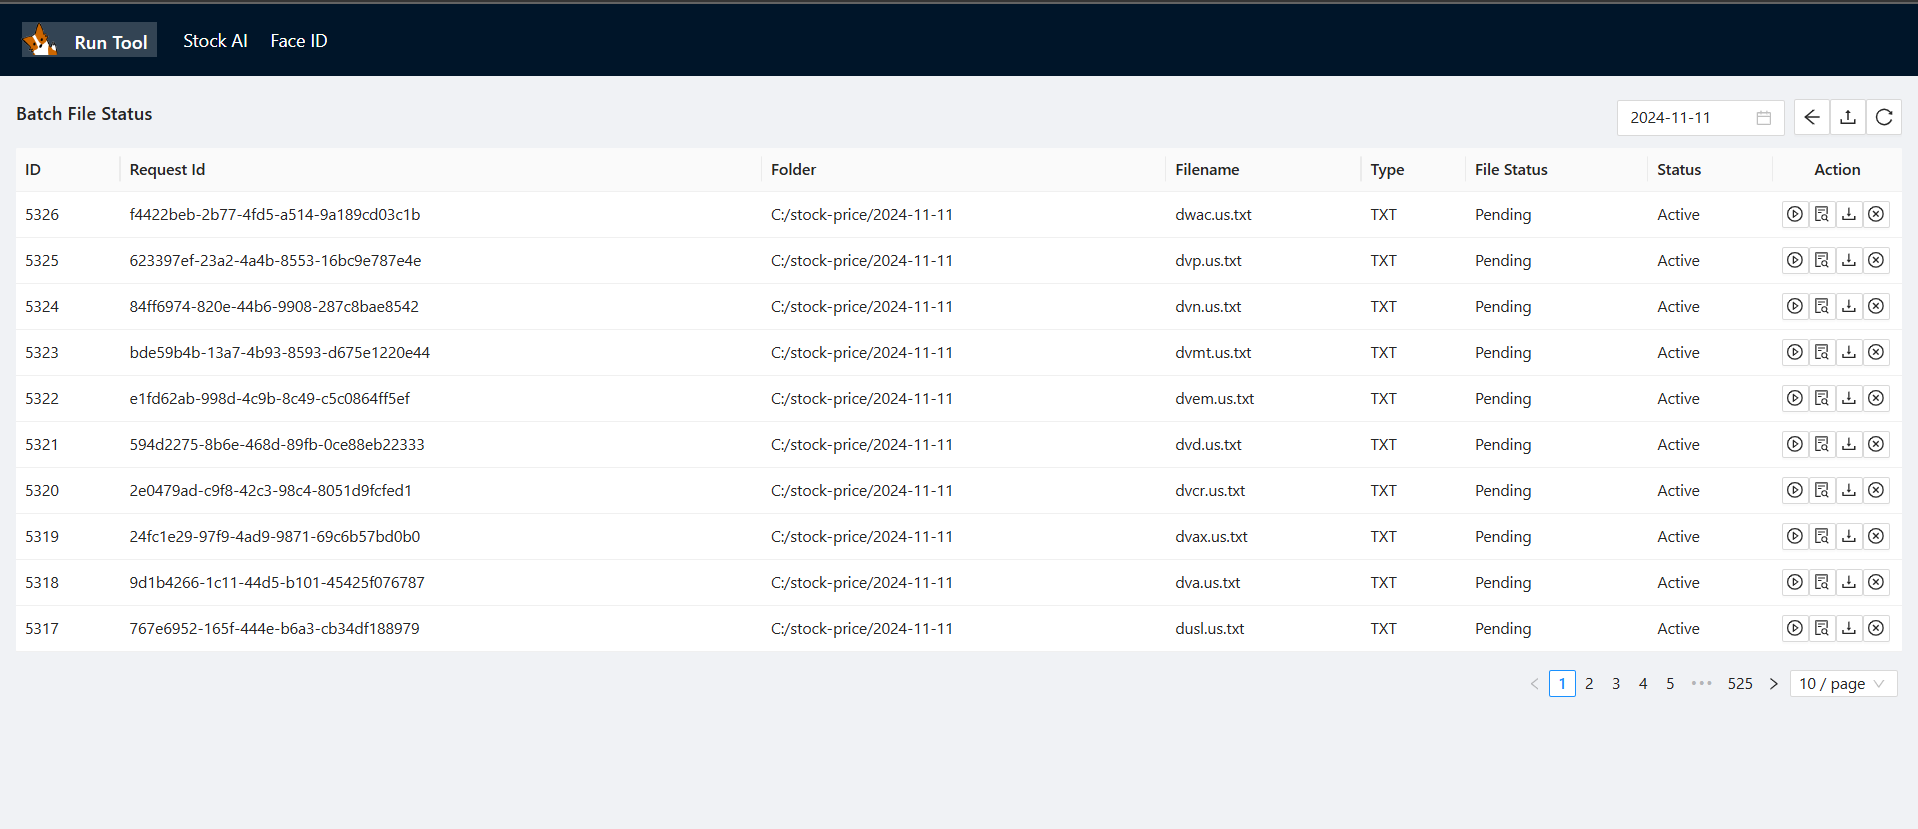 Run Tool Stock AI Face ID
Batch File Status
2024-11-11
ID Request Id Folder Filename Type File Status Status Action
5326 f4422beb-2b77-4fd5-a514-9a189cd03c1b C:/stock-price/2024-11-11 dwac.us.txt TXT Pending Active
5325 623397ef-23a2-4a4b-8553-16bc9e787e4e C:/stock-price/2024-11-11 dvp.us.txt TXT Pending Active
5324 84ff6974-820e-44b6-9908-287c8bae8542 C:/stock-price/2024-11-11 dvn.us.txt TXT Pending Active
5323 bde59b4b-13a7-4b93-8593-d675e1220e44 C:/stock-price/2024-11-11 dvmt.us.txt TXT Pending Active
5322 e1fd62ab-998d-4c9b-8c49-c5c0864ff5ef C:/stock-price/2024-11-11 dvem.us.txt TXT Pending Active
5321 594d2275-8b6e-468d-89fb-0ce88eb22333 C:/stock-price/2024-11-11 dvd.us.txt TXT Pending Active
5320 2e0479ad-c9f8-42c3-98c4-8051d9fcfed1 C:/stock-price/2024-11-11 dvcr.us.txt TXT Pending Active
5319 24fc1e29-97f9-4ad9-9871-69c6b57bd0b0 C:/stock-price/2024-11-11 dvax.us.txt TXT Pending Active
5318 9d1b4266-1c11-44d5-b101-45425f076787 C:/stock-price/2024-11-11 dva.us.txt TXT Pending Active
5317 767e6952-165f-444e-b6a3-cb34df188979 C:/stock-price/2024-11-11 dusl.us.txt TXT Pending Active
1 2 3 4 5 ••• 525 10 / page